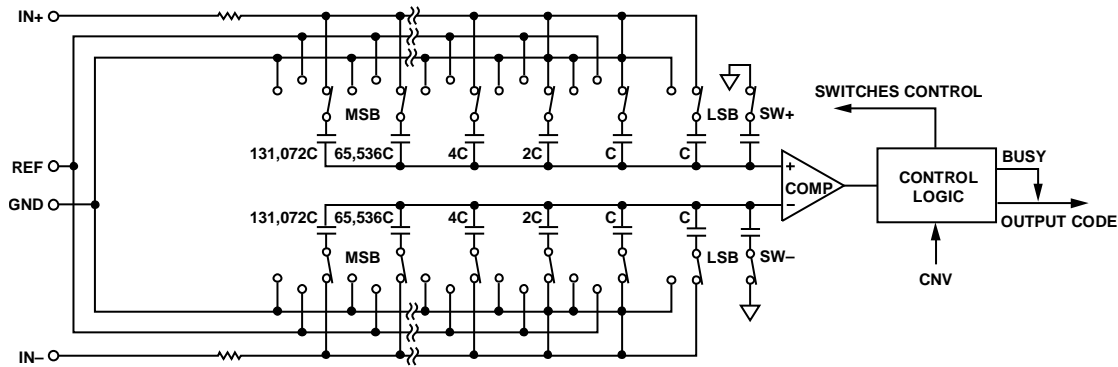 IN+
MSB
LSB
SW+
SWITCHES CONTROL
131,072C
65,536C
4C
2C
C
C
BUSY
REF
+
COMP
CONTROL
LOGIC
GND
–
OUTPUT CODE
131,072C
65,536C
4C
2C
C
C
MSB
LSB
SW–
CNV
IN–